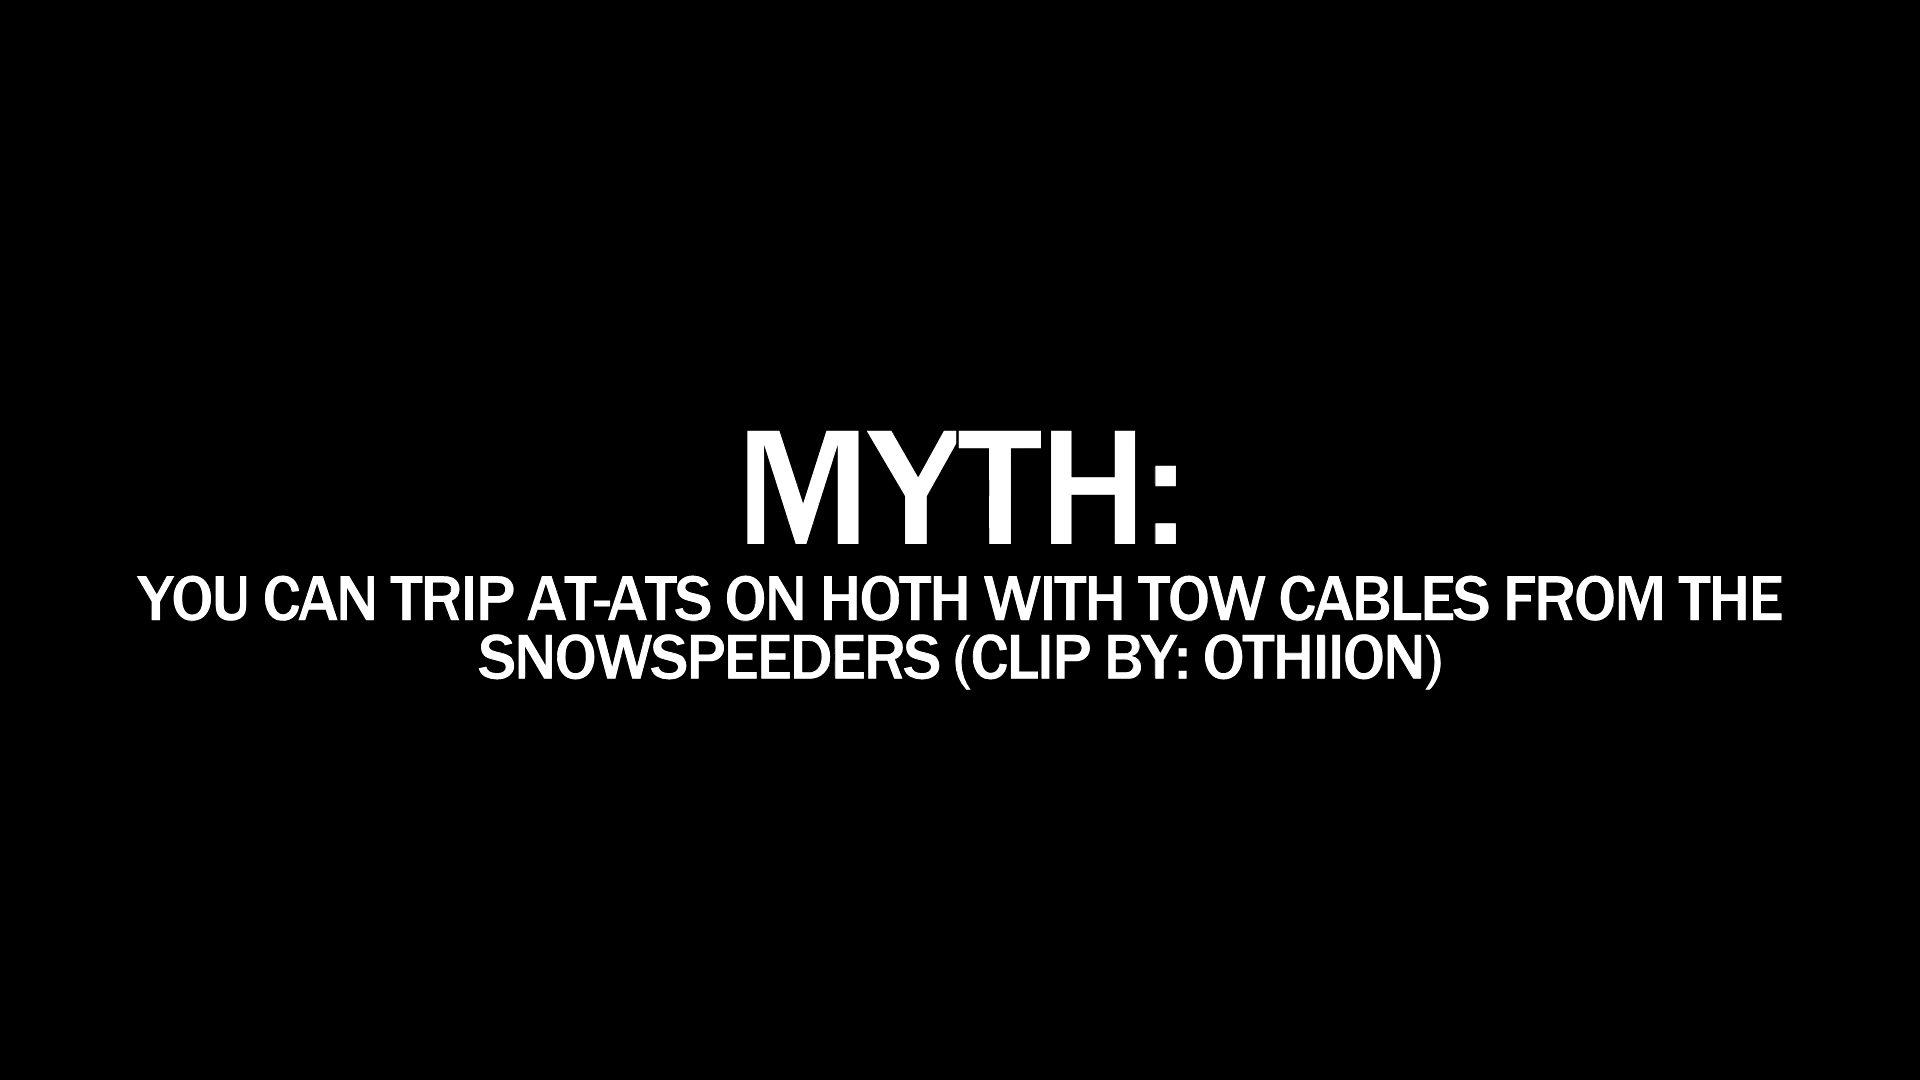 MYTH:
YOU CAN TRIP AT-ATS ON HOTH WITH TOW CABLES FROM THE
SNOWSPEEDERS (CLIP BY: OTHIION)